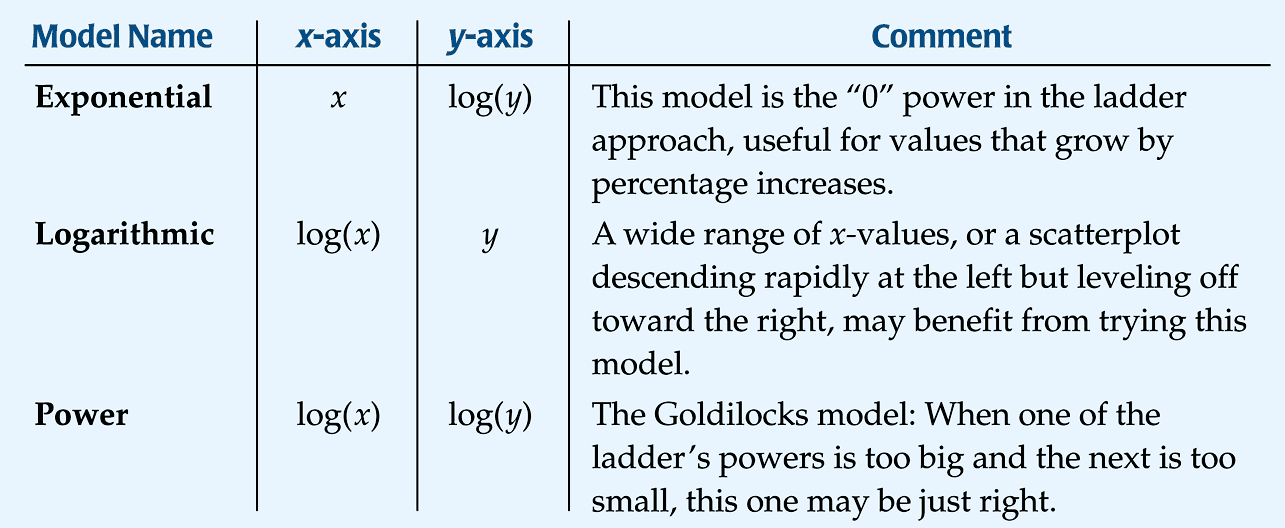 Model Name x-axis y-axis Comment
Exponential x log(y) This model is the “0” power in the ladder
approach, useful for values that grow by
percentage increases.
Logarithmic log(x) y A wide range of x-values, or a scatterplot
descending rapidly at the left but leveling off
toward the right, may benefit from trying this
model.
Power log(x) log(y) The Goldilocks model: When one of the
ladder’s powers is too big and the next is too
small, this one may be just right.